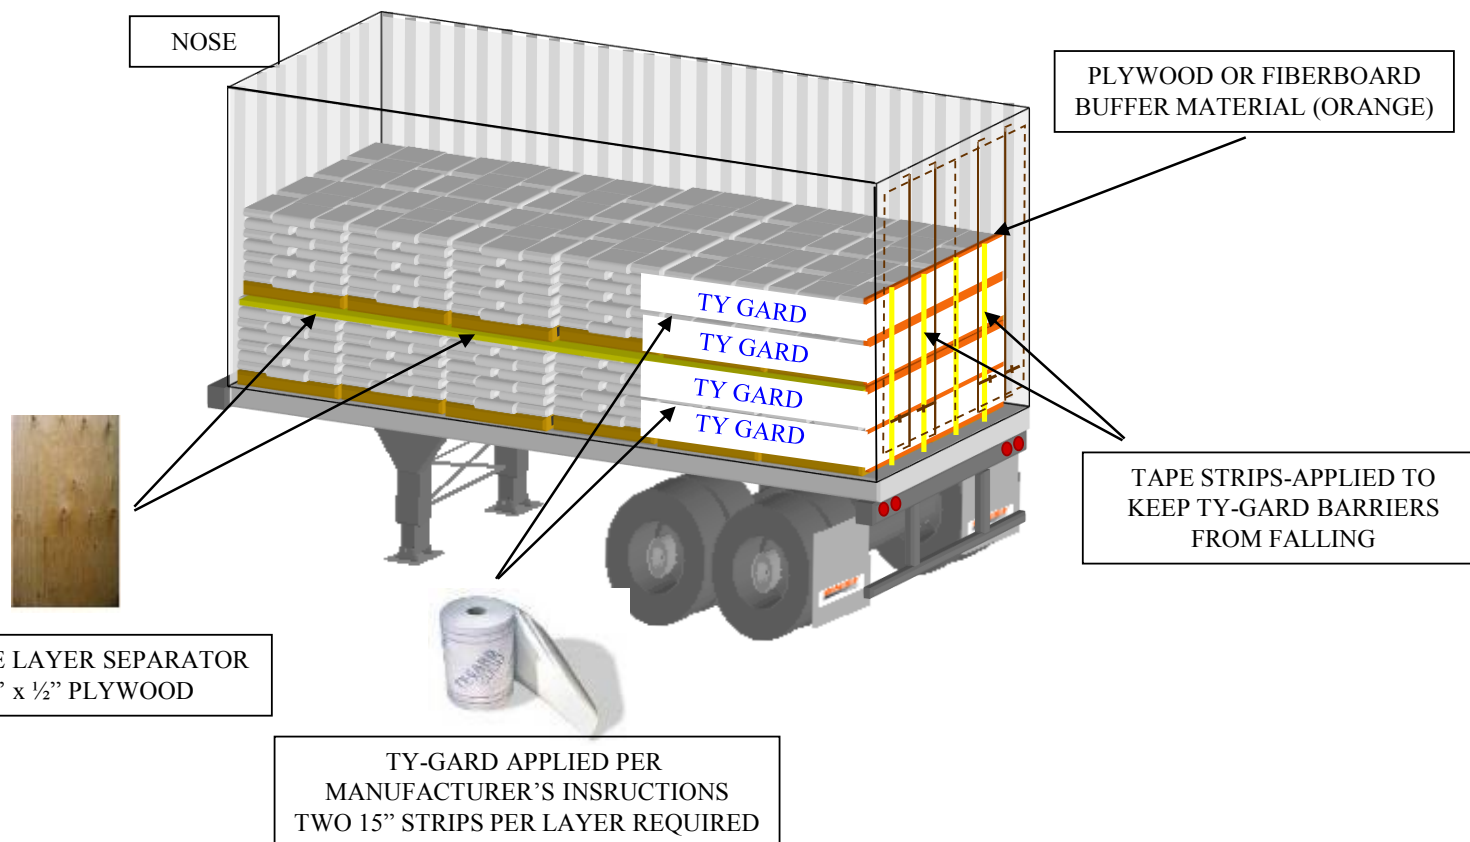 NOSE
PLYWOOD OR FIBERBOARD
BUFFER MATERIAL (ORANGE)
TY GARD
TY GARD
TY GARD
TY GARD
TAPE STRIPS-APPLIED TO
KEEP TY-GARD BARRIERS
FROM FALLING
LAYER SEPARATOR
x ½” PLYWOOD
TY-GARD APPLIED PER
MANUFACTURER’S INSRUCTIONS
TWO 15” STRIPS PER LAYER REQUIRED